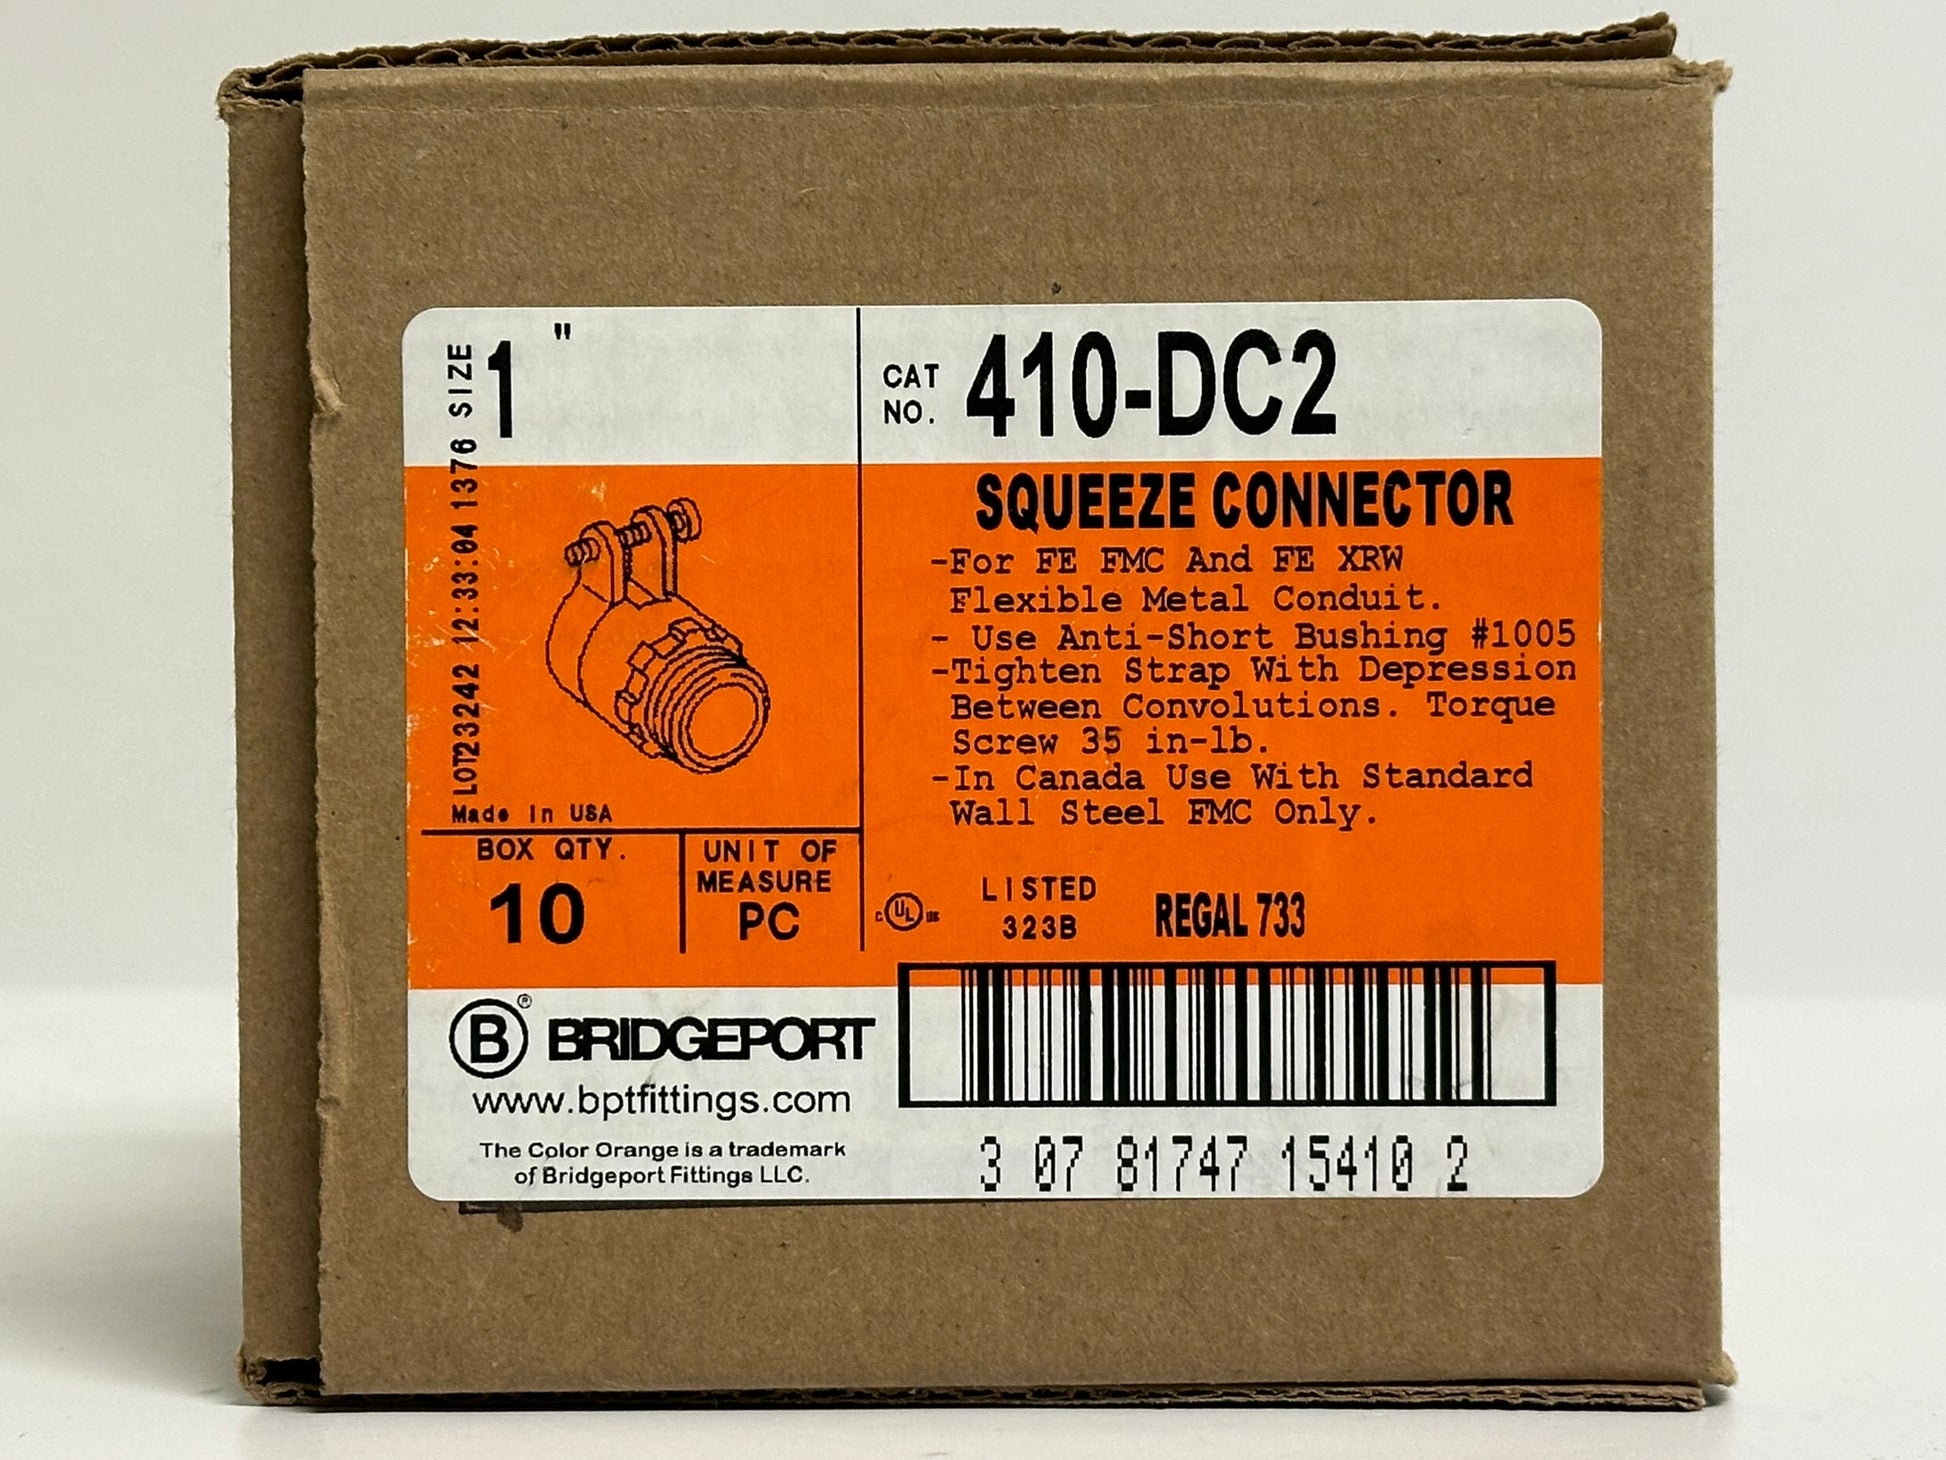 SIZE 1 "
CAT NO. 410-DC2
LOT23242 12:33:04 1376
SQUEEZE CONNECTOR
-For FE FMC And FE XRW
Flexible Metal Conduit.
- Use Anti-Short Bushing #1005
-Tighten Strap With Depression
Between Convolutions. Torque
Screw 35 in-lb.
-In Canada Use With Standard
Wall Steel FMC Only.
Made In USA
BOX QTY.
10
UNIT OF
MEASURE
PC
C UL US
LISTED
323B
REGAL 733
B® BRIDGEPORT
www.bptfittings.com
The Color Orange is a trademark
of Bridgeport Fittings LLC.
3 07 81747 15410 2